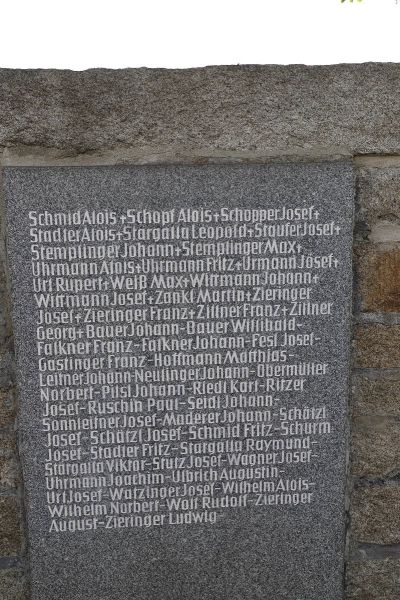 Schmid Alois + Schopf Alois + Schopper Josef +
Stadler Alois + Stargalla Leopold + Staufer Josef +
Stemplinger Johann + Stemplinger Max +
Uhrmann Alois + Uhrmann Fritz + Urmann Josef +
Url Rupert + Weiß Max + Wittmann Johann +
Wittmann Josef + Zankl Martin + Zieringer
Josef + Zieringer Franz + Zillner Franz + Zillner
Georg + Bauer Johann - Bauer Willibald -
Falkner Franz - Falkner Johann - Fesl Josef -
Gastinger Franz - Hoffmann Matthias -
Leitner Johann - Neulinger Johann - Obermüller
Norbert - Pilsl Johann - Riedl Karl - Ritzer
Josef - Ruschin Paul - Seidl Johann -
Sonnleitner Josef - Maderer Johann - Schätzl
Josef - Schätzl Josef - Schmid Fritz - Schurm
Josef - Stadler Fritz - Stargalla Raymund -
Stargalla Viktor - Stutz Josef - Wagner Josef -
Uhrmann Joachim - Ulbrich Augustin -
Url Josef - Watzinger Josef - Wilhelm Alois -
Wilhelm Norbert - Wolf Rudolf - Zieringer
August - Zieringer Ludwig